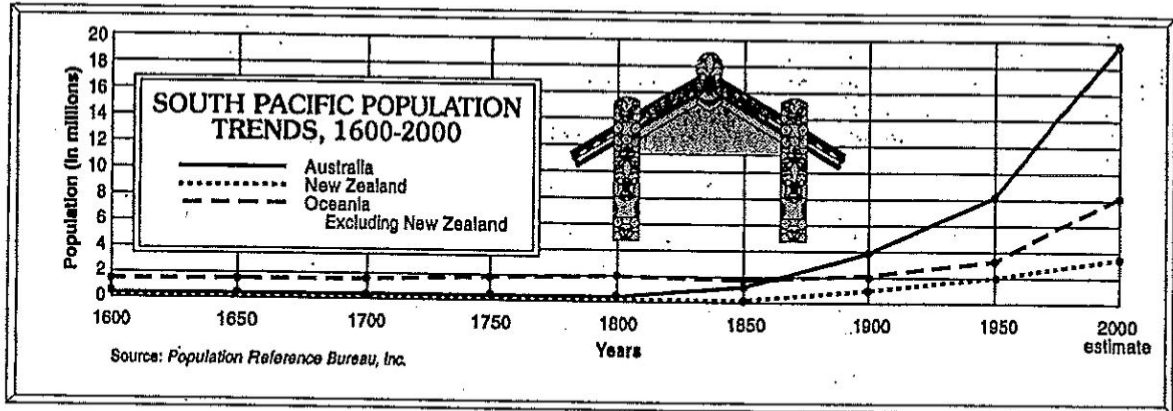 20
18
16
14
12
10
8
6
4
2
0
Population (in millions)
SOUTH PACIFIC POPULATION
TRENDS, 1600-2000
Australia
New Zealand
Oceania
Excluding New Zealand
1600 1650 1700 1750 1800 1850 1900 1950 2000
estimate
Years
Source: Population Reference Bureau, Inc.